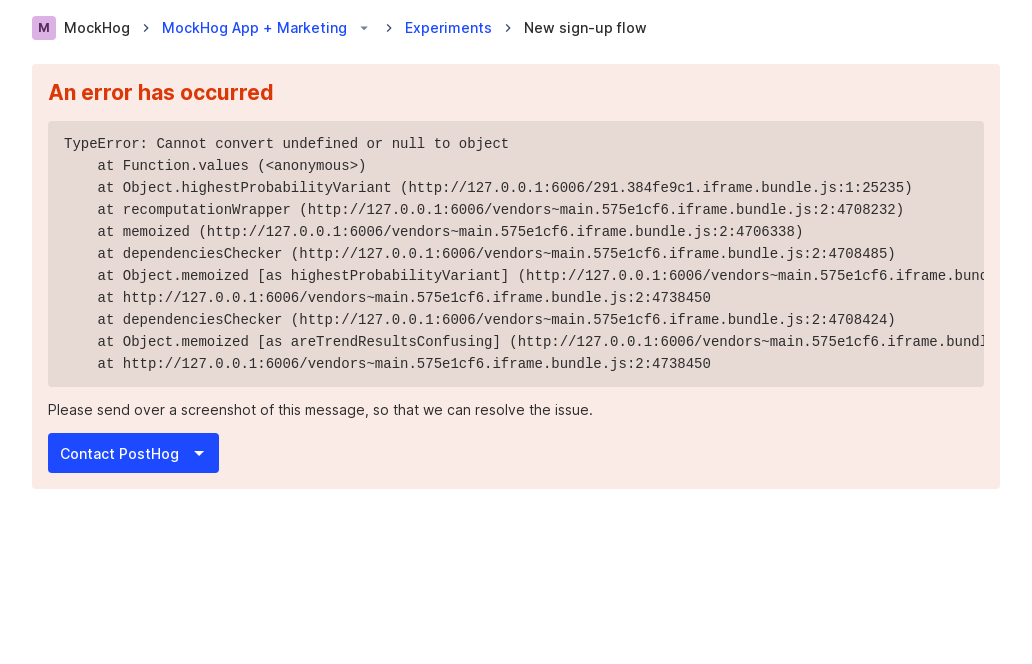 M MockHog > MockHog App + Marketing > Experiments > New sign-up flow
An error has occurred
TypeError: Cannot convert undefined or null to object
at Function.values (<anonymous>)
at Object.highestProbabilityVariant (http://127.0.0.1:6006/291.384fe9c1.iframe.bundle.js:1:25235)
at recomputationWrapper (http://127.0.0.1:6006/vendors~main.575e1cf6.iframe.bundle.js:2:4708232)
at memoized (http://127.0.0.1:6006/vendors~main.575e1cf6.iframe.bundle.js:2:4706338)
at dependenciesChecker (http://127.0.0.1:6006/vendors~main.575e1cf6.iframe.bundle.js:2:4708485)
at Object.memoized [as highestProbabilityVariant] (http://127.0.0.1:6006/vendors~main.575e1cf6.iframe.bund
at http://127.0.0.1:6006/vendors~main.575e1cf6.iframe.bundle.js:2:4738450
at dependenciesChecker (http://127.0.0.1:6006/vendors~main.575e1cf6.iframe.bundle.js:2:4708424)
at Object.memoized [as areTrendResultsConfusing] (http://127.0.0.1:6006/vendors~main.575e1cf6.iframe.bundl
at http://127.0.0.1:6006/vendors~main.575e1cf6.iframe.bundle.js:2:4738450
Please send over a screenshot of this message, so that we can resolve the issue.
Contact PostHog